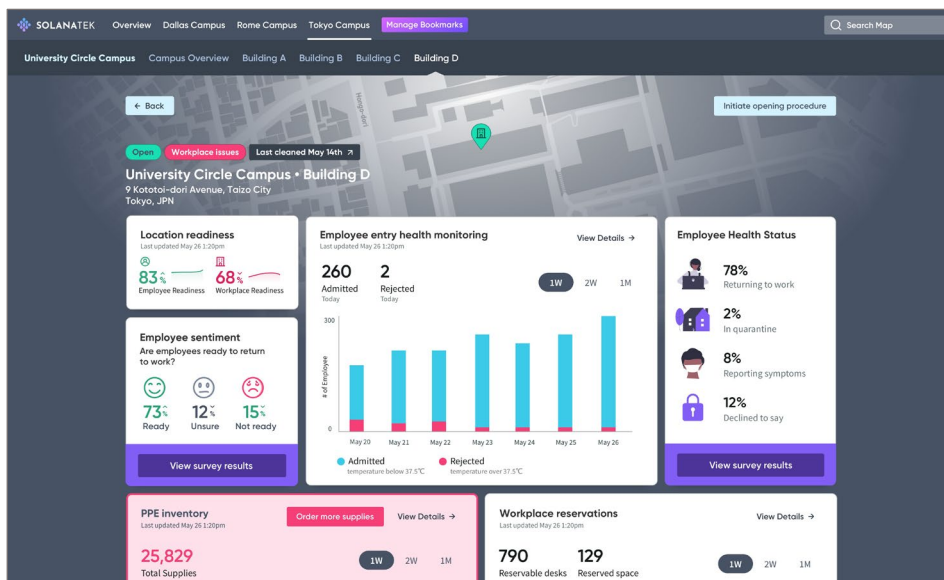 SOLANATEK Overview Dallas Campus Rome Campus Tokyo Campus Manage Bookmarks Search Map
University Circle Campus Campus Overview Building A Building B Building C Building D
Hongo-dori
← Back
Initiate opening procedure
Open Workplace issues Last cleaned May 14th ↗
University Circle Campus • Building D
9 Kototoi-dori Avenue, Taizo City
Tokyo, JPN
Location readiness
Last updated May 26 1:20pm
83%
Employee Readiness
68%
Workplace Readiness
Employee sentiment
Are employees ready to return
to work?
73%
Ready
12%
Unsure
15%
Not ready
View survey results
Employee entry health monitoring
Last updated May 26 1:20pm
View Details →
260
Admitted
Today
2
Rejected
Today
1W 2W 1M
300
# of Employee
0
May 20 May 21 May 22 May 23 May 24 May 25 May 26
Admitted
temperature below 37.5℃
Rejected
temperature over 37.5℃
Employee Health Status
78%
Returning to work
2%
In quarantine
8%
Reporting symptoms
12%
Declined to say
View survey results
PPE inventory
Last updated May 26 1:20pm
Order more supplies
View Details →
25,829
Total Supplies
1W 2W 1M
Workplace reservations
Last updated May 26 1:20pm
View Details →
790
Reservable desks
129
Reserved space
1W 2W 1M